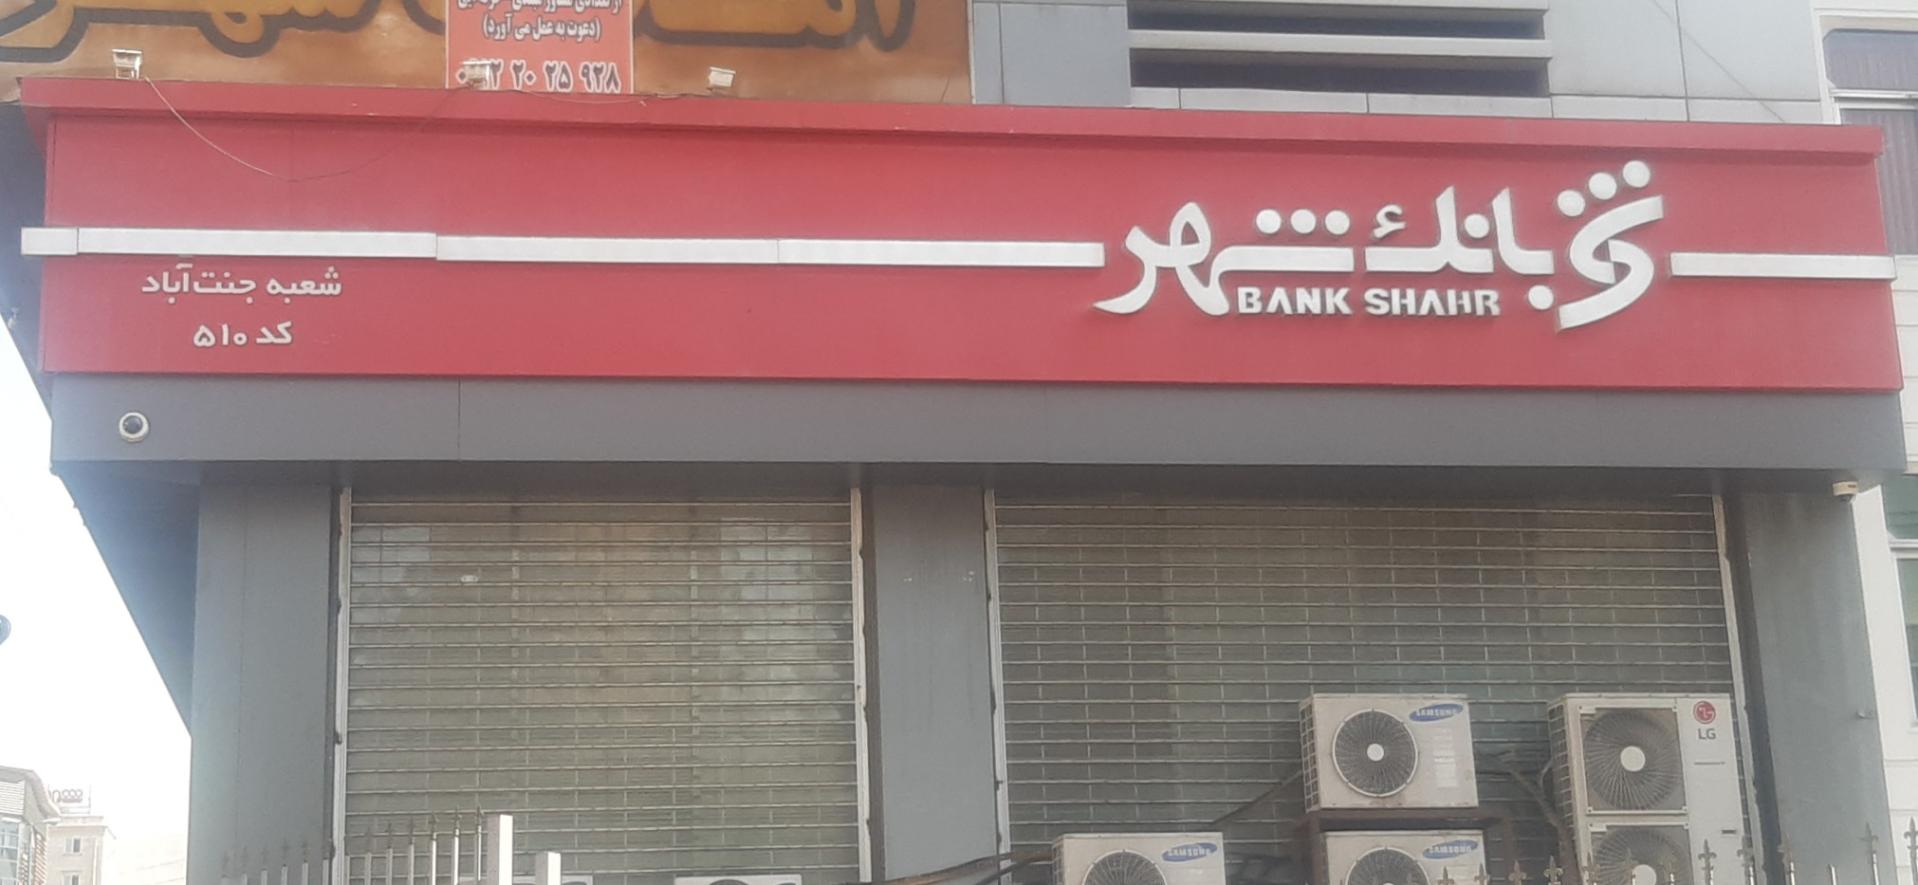 (دعوت به عمل می آورد)
۲۰ ۲۵ ۹۲۸
بانک شهر
BANK SHAHR
شعبه جنت‌آباد
کد ۵۱۰
SAMSUNG
LG
SAMSUNG
SAMSUNG